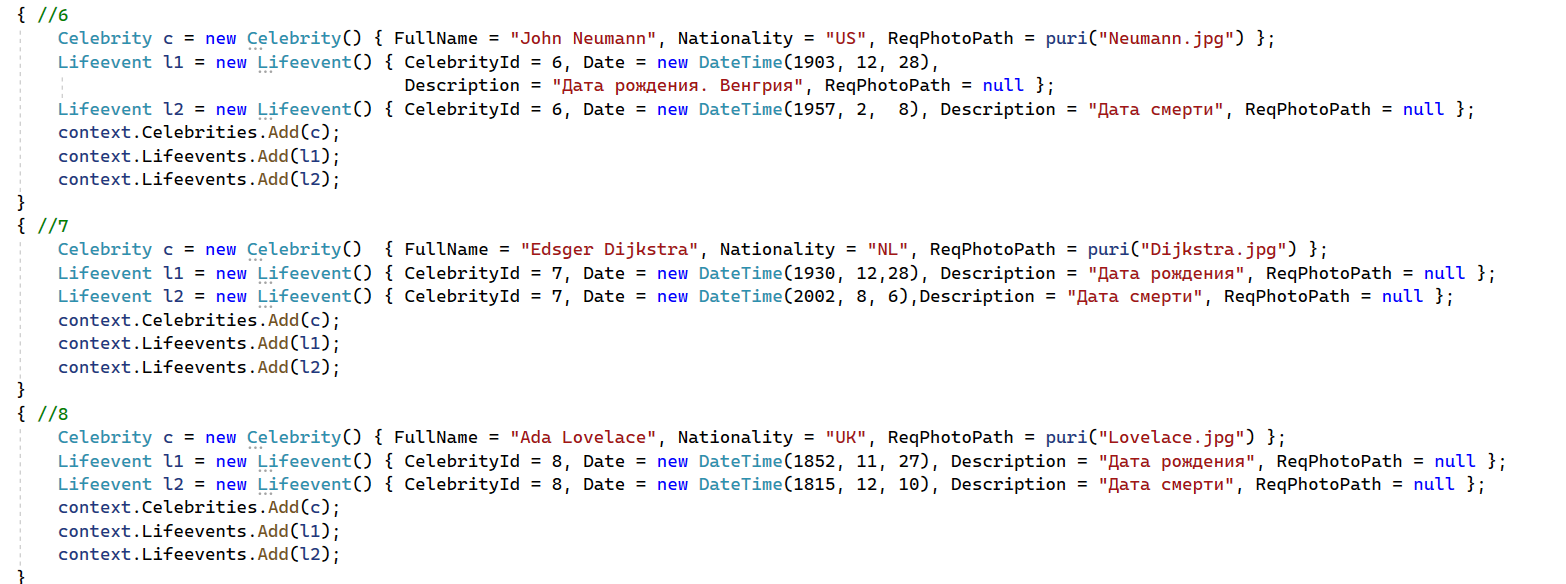 { //6
    Celebrity c = new Celebrity() { FullName = "John Neumann", Nationality = "US", ReqPhotoPath = puri("Neumann.jpg") };
    Lifeevent l1 = new Lifeevent() { CelebrityId = 6, Date = new DateTime(1903, 12, 28),
                                     Description = "Дата рождения. Венгрия", ReqPhotoPath = null };
    Lifeevent l2 = new Lifeevent() { CelebrityId = 6, Date = new DateTime(1957, 2,  8), Description = "Дата смерти", ReqPhotoPath = null };
    context.Celebrities.Add(c);
    context.Lifeevents.Add(l1);
    context.Lifeevents.Add(l2);
}
{ //7
    Celebrity c = new Celebrity()  { FullName = "Edsger Dijkstra", Nationality = "NL", ReqPhotoPath = puri("Dijkstra.jpg") };
    Lifeevent l1 = new Lifeevent() { CelebrityId = 7, Date = new DateTime(1930, 12,28), Description = "Дата рождения", ReqPhotoPath = null };
    Lifeevent l2 = new Lifeevent() { CelebrityId = 7, Date = new DateTime(2002, 8, 6),Description = "Дата смерти", ReqPhotoPath = null };
    context.Celebrities.Add(c);
    context.Lifeevents.Add(l1);
    context.Lifeevents.Add(l2);
}
{ //8
    Celebrity c = new Celebrity() { FullName = "Ada Lovelace", Nationality = "UK", ReqPhotoPath = puri("Lovelace.jpg") };
    Lifeevent l1 = new Lifeevent() { CelebrityId = 8, Date = new DateTime(1852, 11, 27), Description = "Дата рождения", ReqPhotoPath = null };
    Lifeevent l2 = new Lifeevent() { CelebrityId = 8, Date = new DateTime(1815, 12, 10), Description = "Дата смерти", ReqPhotoPath = null };
    context.Celebrities.Add(c);
    context.Lifeevents.Add(l1);
    context.Lifeevents.Add(l2);
}